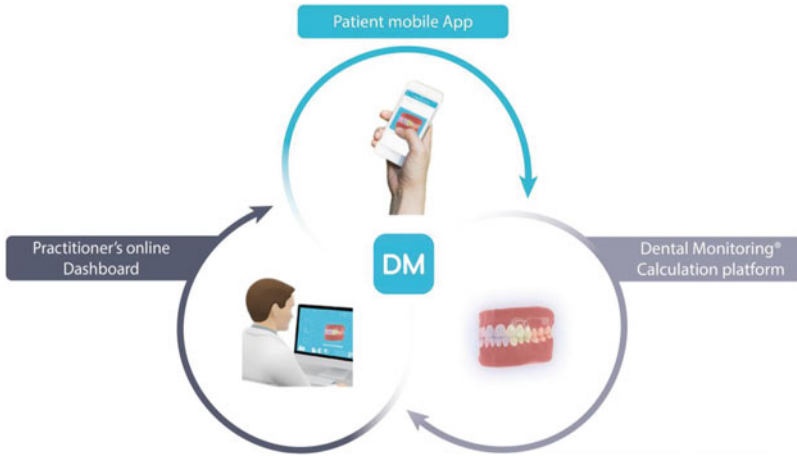 Patient mobile App
Practitioner's online
Dashboard
DM
Dental Monitoring®
Calculation platform